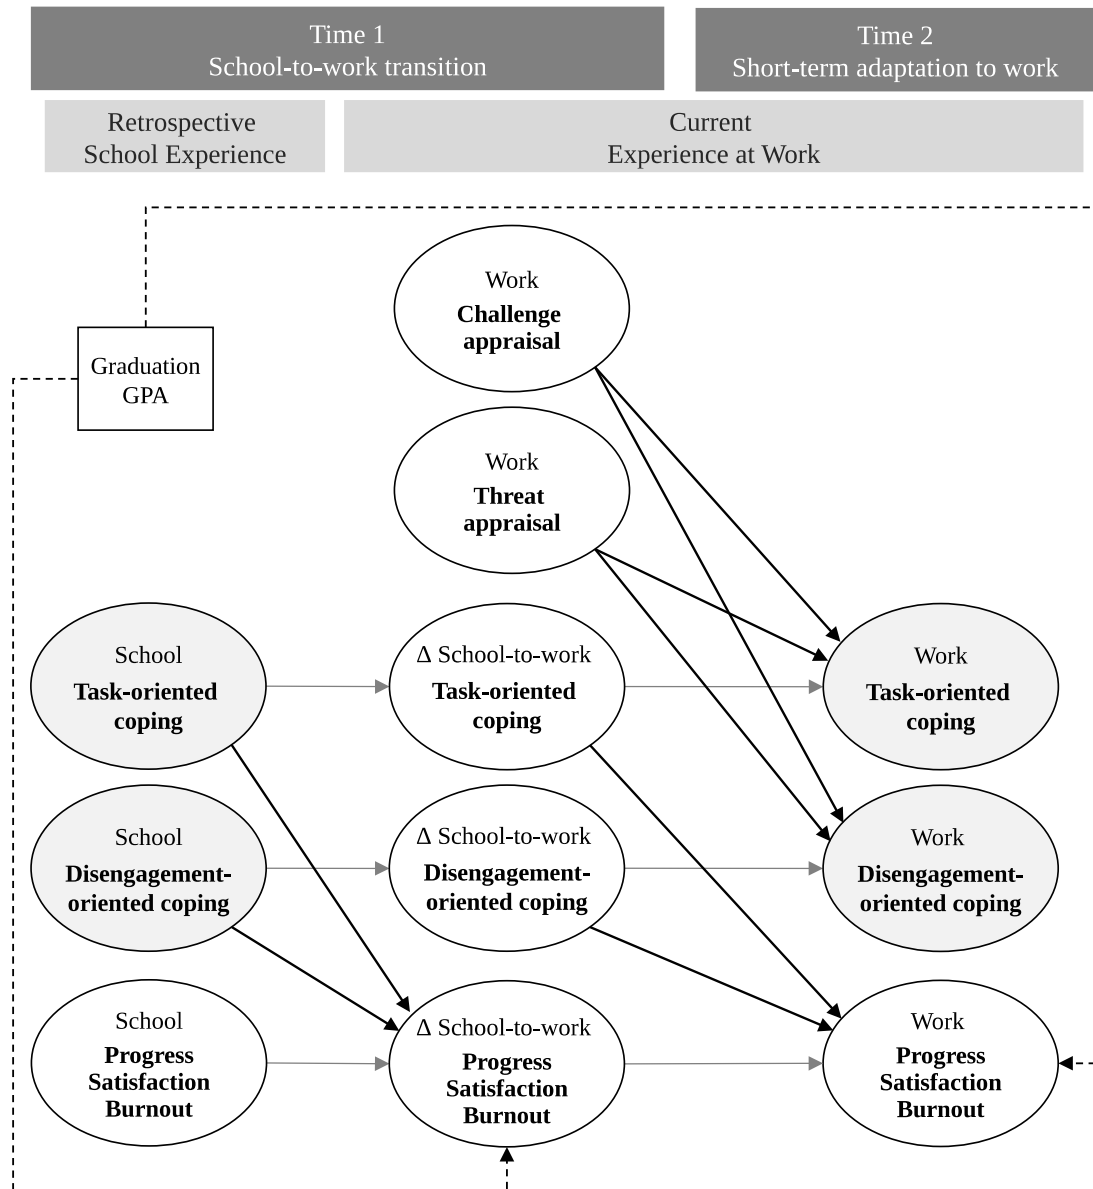 Time 1
School-to-work transition
Time 2
Short-term adaptation to work
Retrospective
School Experience
Current
Experience at Work
Work
Challenge
appraisal
Graduation
GPA
Work
Threat
appraisal
School
Task-oriented
coping
Δ School-to-work
Task-oriented
coping
Work
Task-oriented
coping
School
Disengagement-
oriented coping
Δ School-to-work
Disengagement-
oriented coping
Work
Disengagement-
oriented coping
School
Progress
Satisfaction
Burnout
Δ School-to-work
Progress
Satisfaction
Burnout
Work
Progress
Satisfaction
Burnout